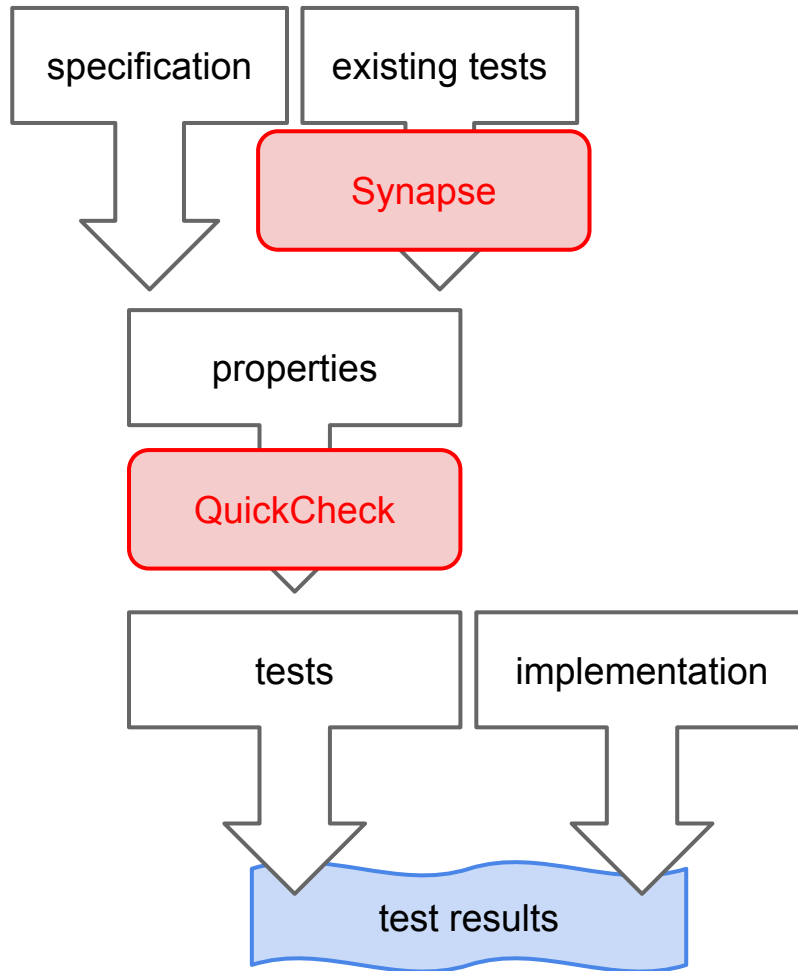 specification
existing tests
Synapse
properties
QuickCheck
tests
implementation
test results